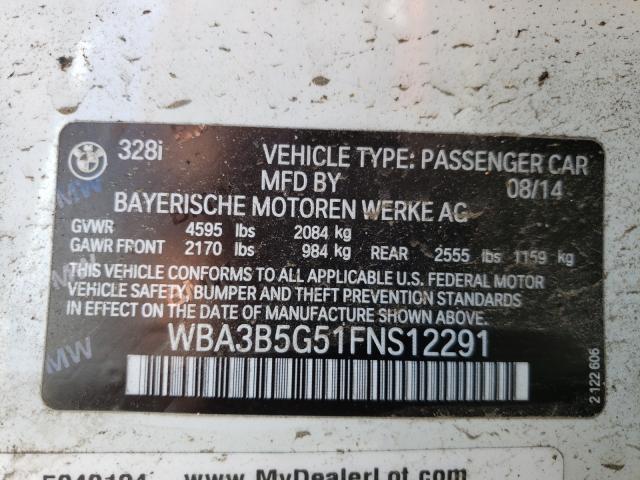 328i VEHICLE TYPE: PASSENGER CAR
MFD BY 08/14
BAYERISCHE MOTOREN WERKE AG
GVWR 4595 lbs 2084 kg
GAWR FRONT 2170 lbs 984 kg REAR 2555 lbs 1159 kg
THIS VEHICLE CONFORMS TO ALL APPLICABLE U.S. FEDERAL MOTOR
VEHICLE SAFETY, BUMPER AND THEFT PREVENTION STANDARDS
IN EFFECT ON THE DATE OF MANUFACTURE SHOWN ABOVE.
WBA3B5G51FNS12291
2 122 606
MW
MW
MW
www.MyDealerLot.com